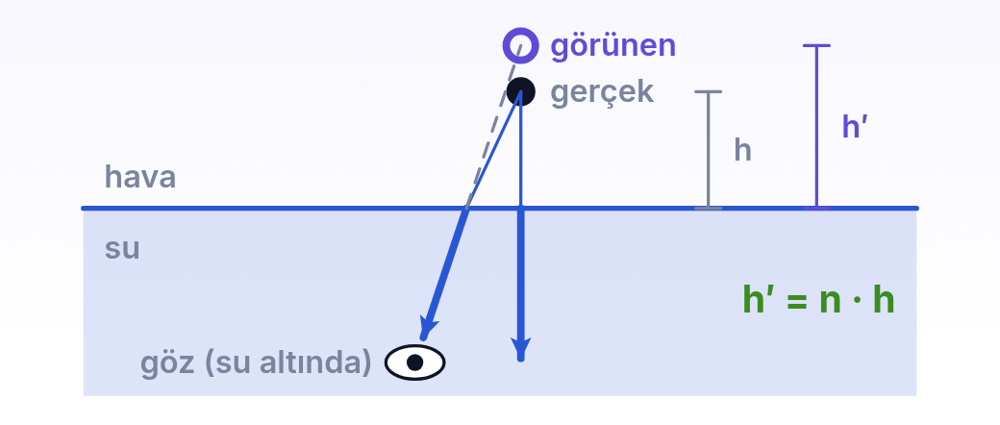 görünen
gerçek
h
h′
hava
su
h′ = n · h
göz (su altında)